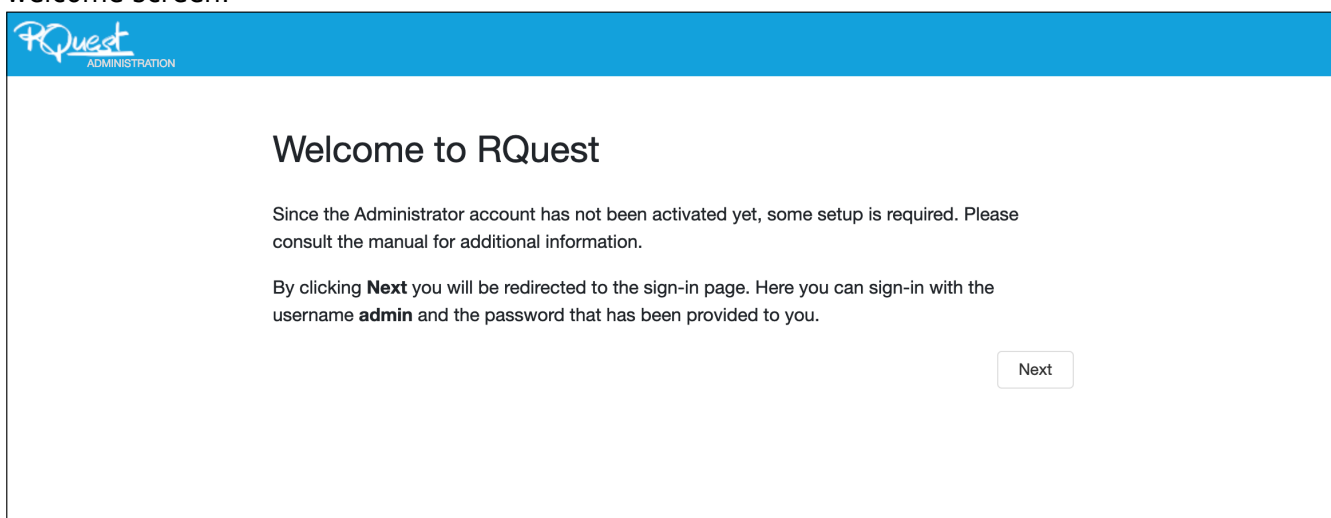 welcome screen.
RQuest
ADMINISTRATION
Welcome to RQuest
Since the Administrator account has not been activated yet, some setup is required. Please
consult the manual for additional information.
By clicking Next you will be redirected to the sign-in page. Here you can sign-in with the
username admin and the password that has been provided to you.
Next